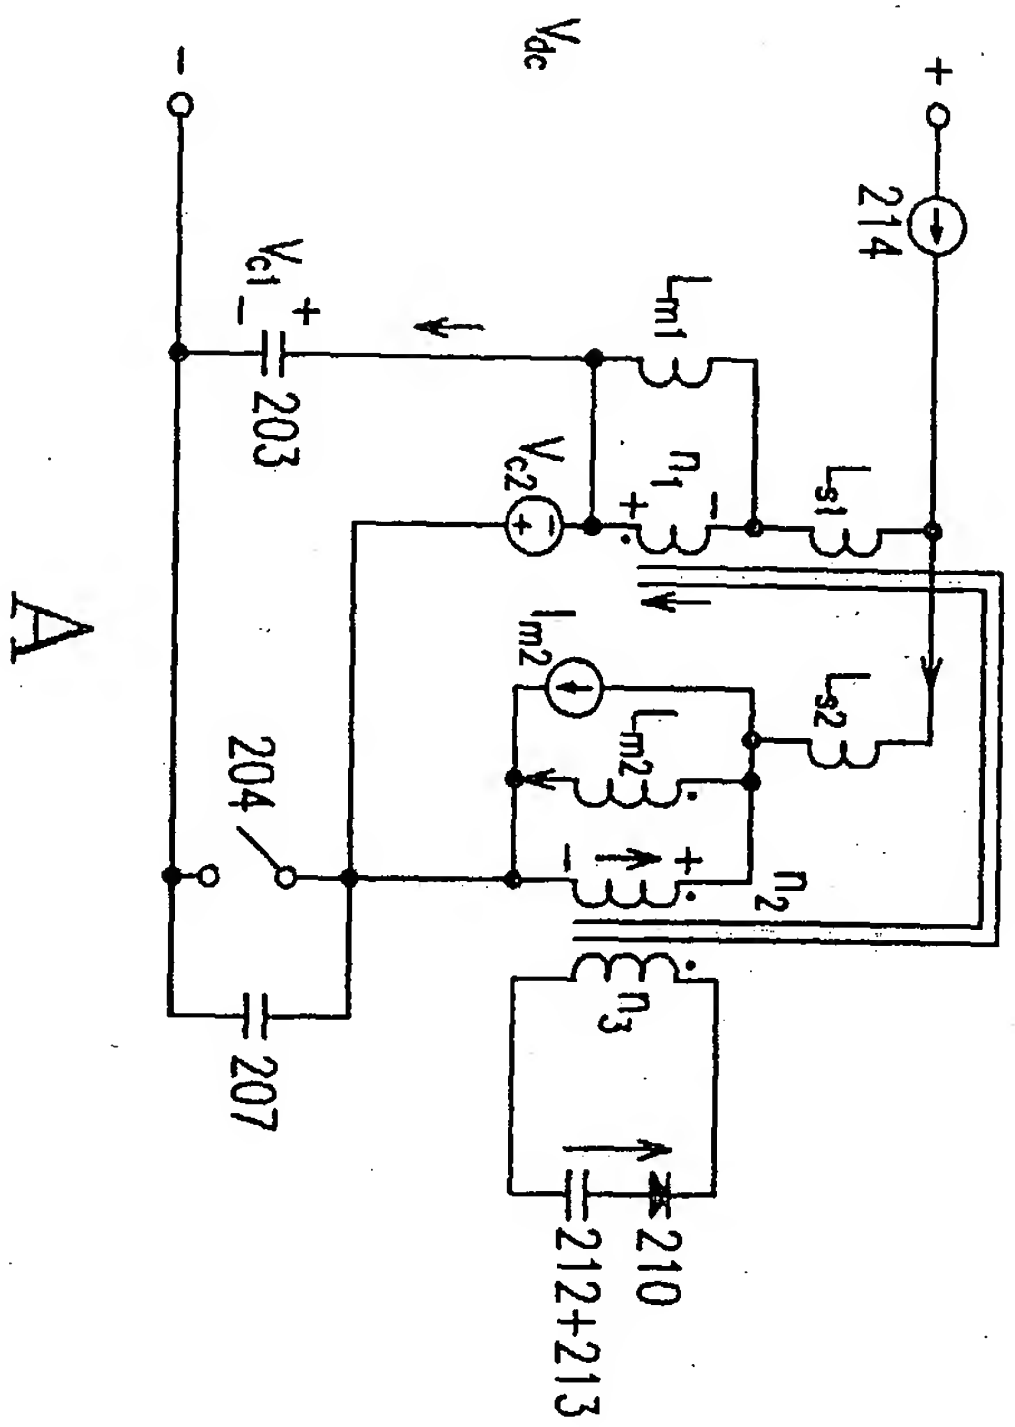 +
214
Ls1
Ls2
n2
Lm1
n1
−
+
Lm2
210
+
n3
−
212+213
Vdc
Vc2
− +
Im2
+
Vc1
−
203
204
207
−
A